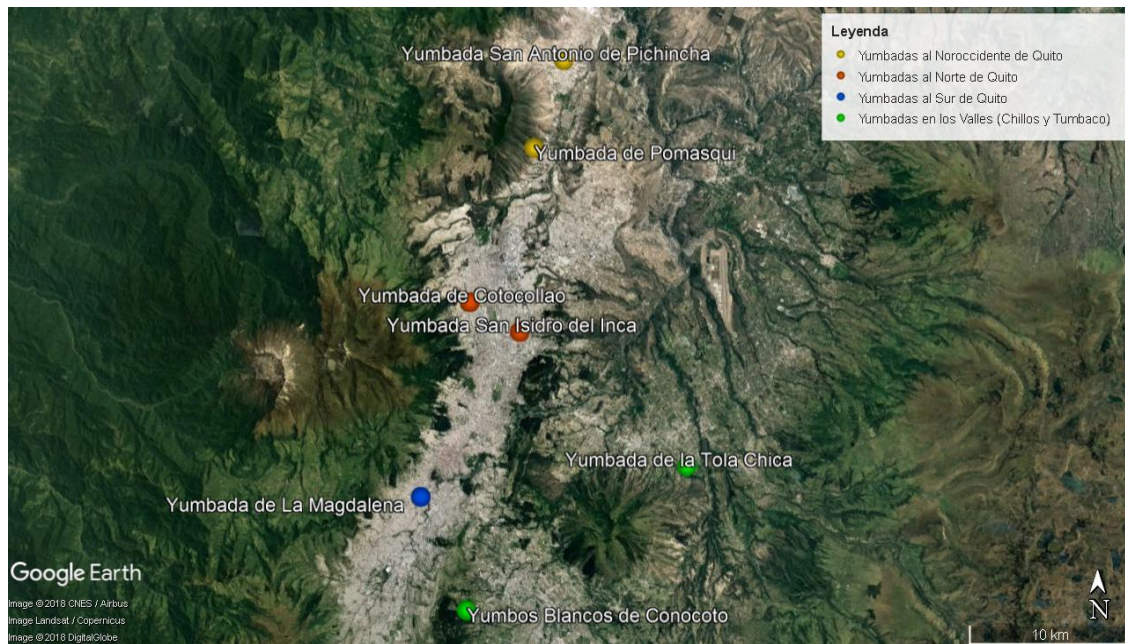 Yumbada San Antonio de Pichincha
Leyenda
Yumbadas al Noroccidente de Quito
Yumbadas al Norte de Quito
Yumbadas al Sur de Quito
Yumbadas en los Valles (Chillos y Tumbaco)
Yumbada de Pomasqui
Yumbada de Cotocollao
Yumbada San Isidro del Inca
Yumbada de la Tola Chica
Yumbada de La Magdalena
Yumbos Blancos de Conocoto
Google Earth
Image © 2018 CNES / Airbus
Image Landsat / Copernicus
Image © 2018 DigitalGlobe
N
10 km